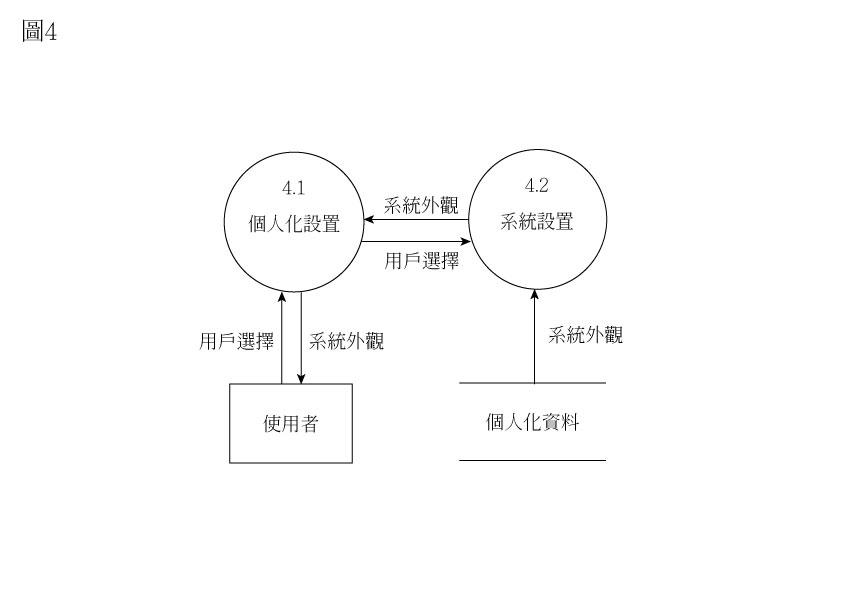 圖4
4.1
個人化設置
4.2
系統設置
系統外觀
用戶選擇
用戶選擇
系統外觀
系統外觀
使用者
個人化資料